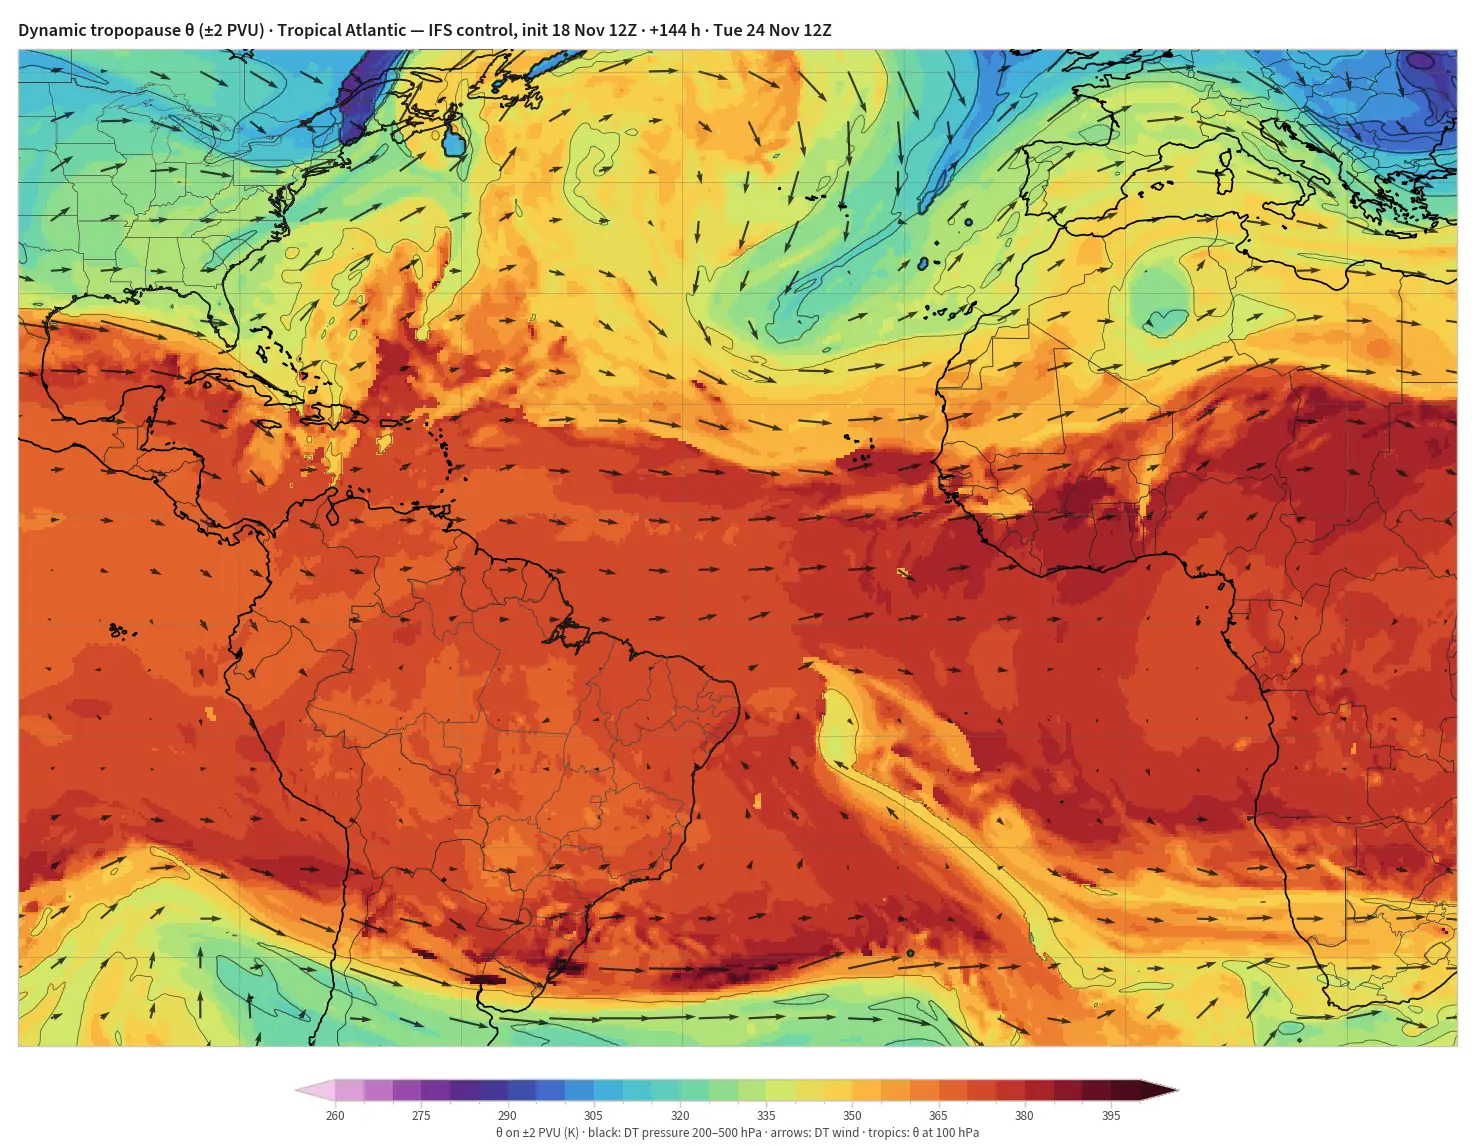 Dynamic tropopause θ (±2 PVU) · Tropical Atlantic — IFS control, init 18 Nov 12Z · +144 h · Tue 24 Nov 12Z
260 275 290 305 320 335 350 365 380 395
θ on ±2 PVU (K) · black: DT pressure 200–500 hPa · arrows: DT wind · tropics: θ at 100 hPa